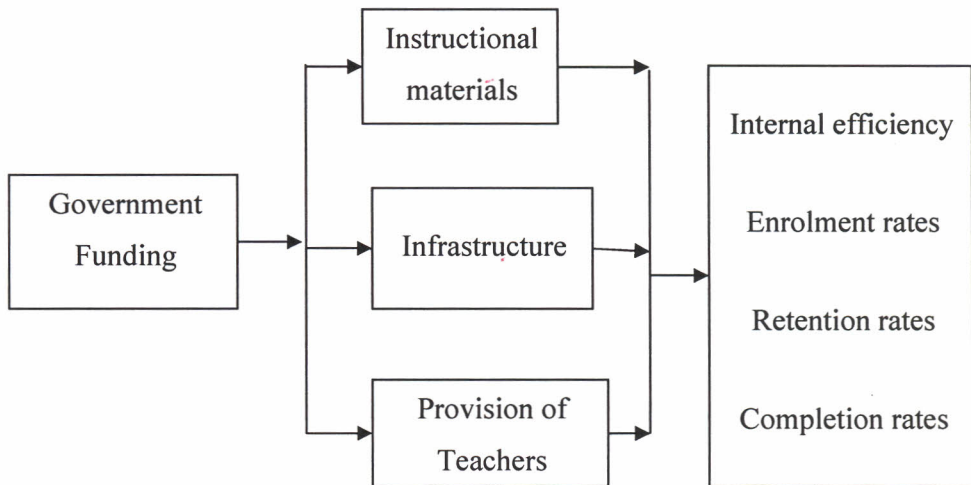 Instructional
materials
Government
Funding
Infrastructure
Provision of
Teachers
Internal efficiency
Enrolment rates
Retention rates
Completion rates